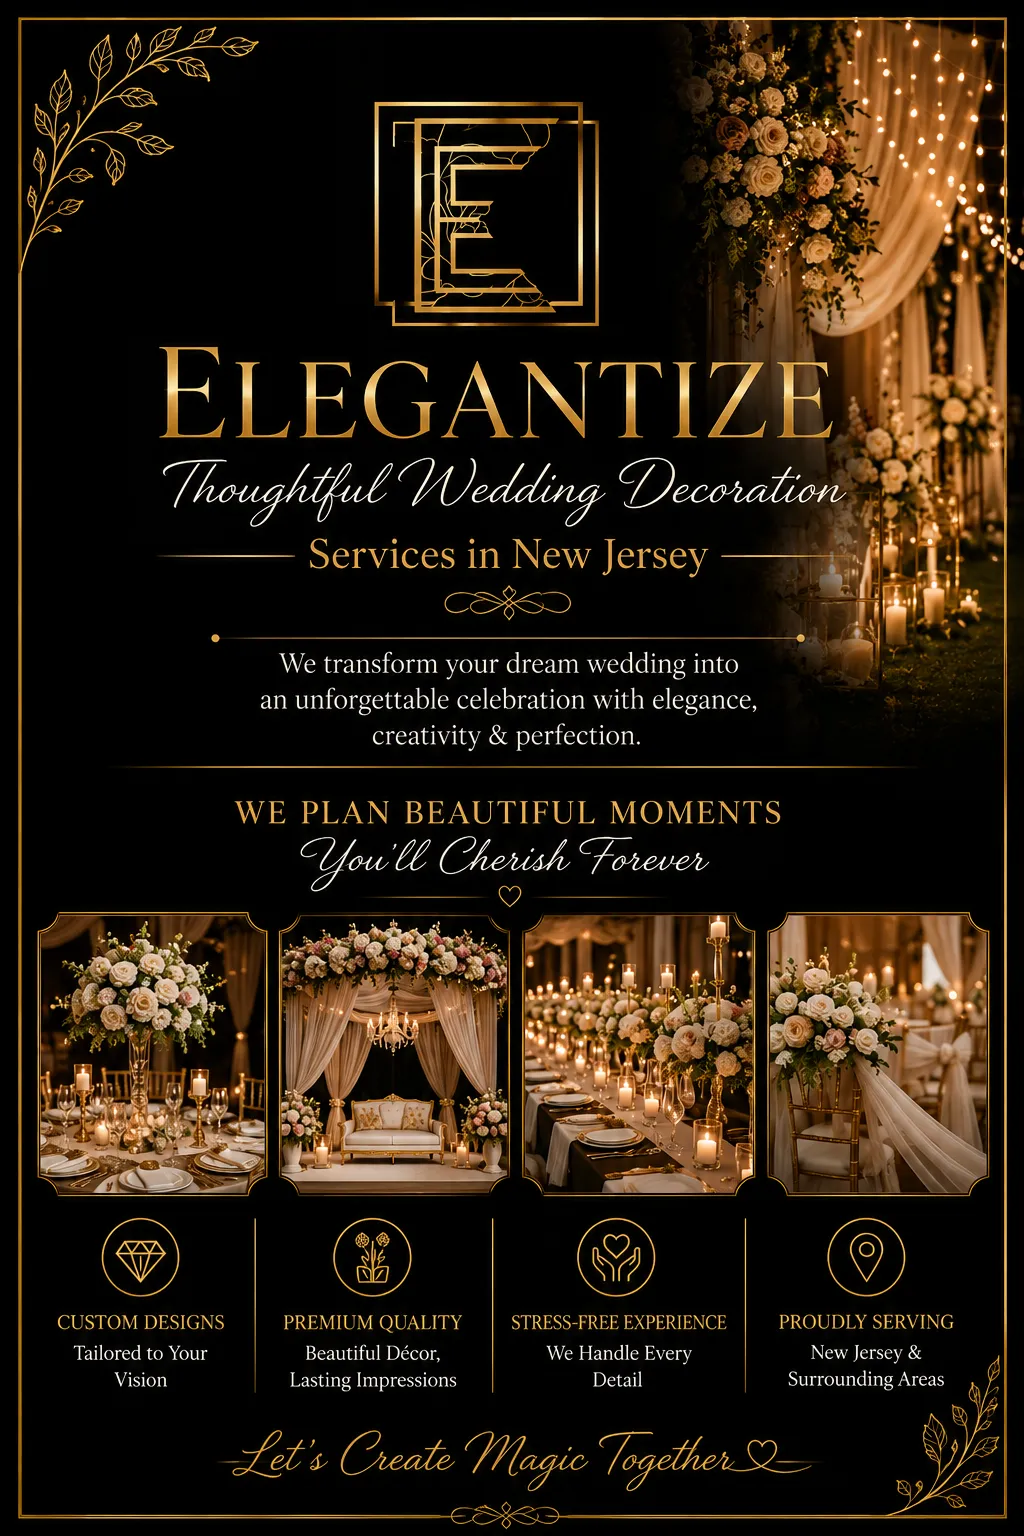 E
ELEGANTIZE
Thoughtful Wedding Decoration
Services in New Jersey
We transform your dream wedding into
an unforgettable celebration with elegance,
creativity & perfection.
WE PLAN BEAUTIFUL MOMENTS
You'll Cherish Forever
CUSTOM DESIGNS
Tailored to Your
Vision
PREMIUM QUALITY
Beautiful Décor,
Lasting Impressions
STRESS-FREE EXPERIENCE
We Handle Every
Detail
PROUDLY SERVING
New Jersey &
Surrounding Areas
Let's Create Magic Together